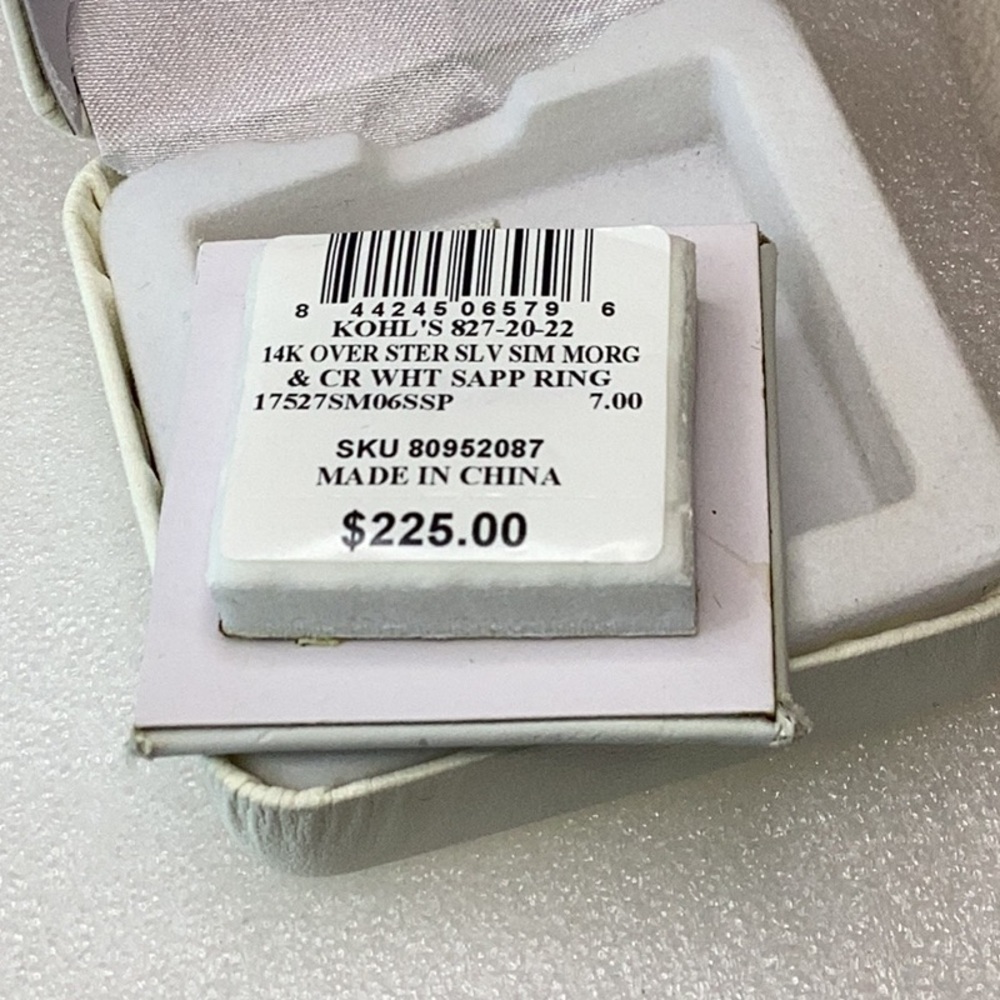 8 44245 06579 6
KOHL'S 827-20-22
14K OVER STER SLV SIM MORG
& CR WHT SAPP RING
17527SM06SSP 7.00
SKU 80952087
MADE IN CHINA
$225.00